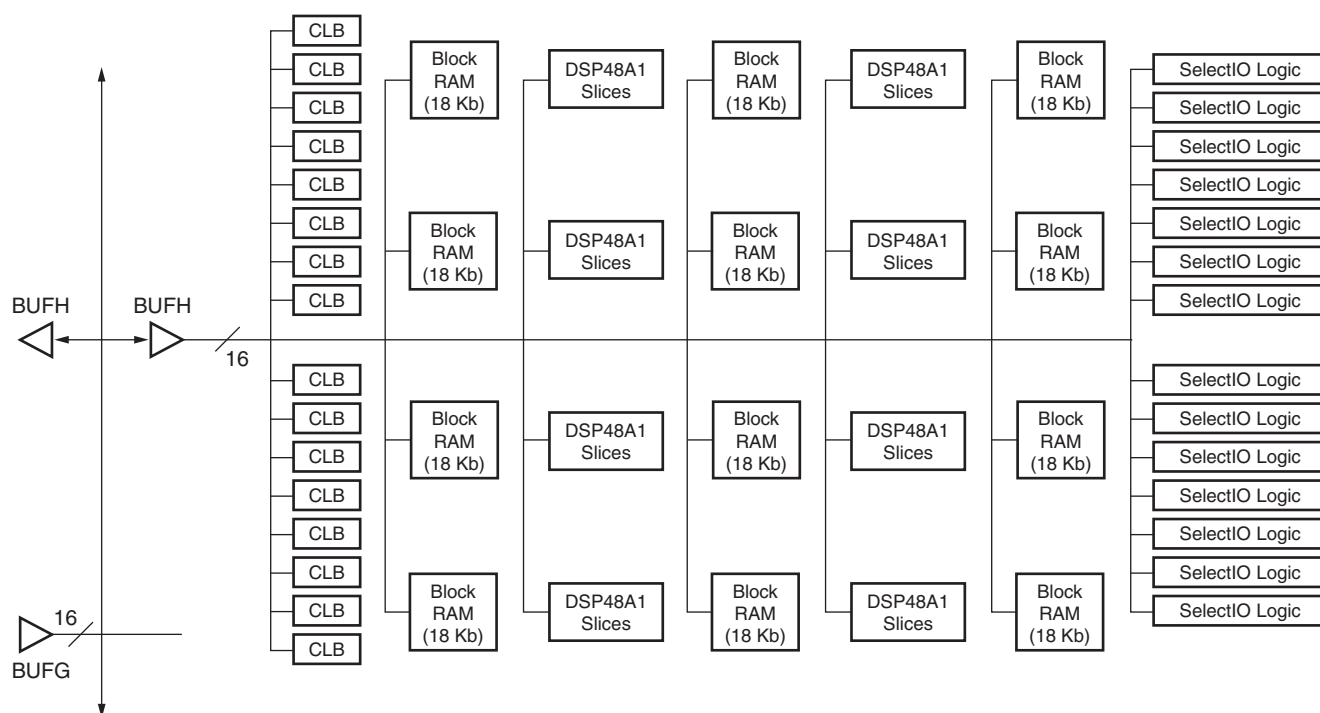 CLB
CLB
CLB
CLB
CLB
CLB
CLB
CLB
Block
RAM
(18 Kb)
DSP48A1
Slices
Block
RAM
(18 Kb)
DSP48A1
Slices
Block
RAM
(18 Kb)
SelectIO Logic
SelectIO Logic
SelectIO Logic
SelectIO Logic
SelectIO Logic
SelectIO Logic
SelectIO Logic
Block
RAM
(18 Kb)
DSP48A1
Slices
Block
RAM
(18 Kb)
DSP48A1
Slices
Block
RAM
(18 Kb)
BUFH
BUFH
16
CLB
CLB
CLB
CLB
CLB
CLB
CLB
CLB
Block
RAM
(18 Kb)
DSP48A1
Slices
Block
RAM
(18 Kb)
DSP48A1
Slices
Block
RAM
(18 Kb)
SelectIO Logic
SelectIO Logic
SelectIO Logic
SelectIO Logic
SelectIO Logic
SelectIO Logic
SelectIO Logic
Block
RAM
(18 Kb)
DSP48A1
Slices
Block
RAM
(18 Kb)
DSP48A1
Slices
Block
RAM
(18 Kb)
16
BUFG